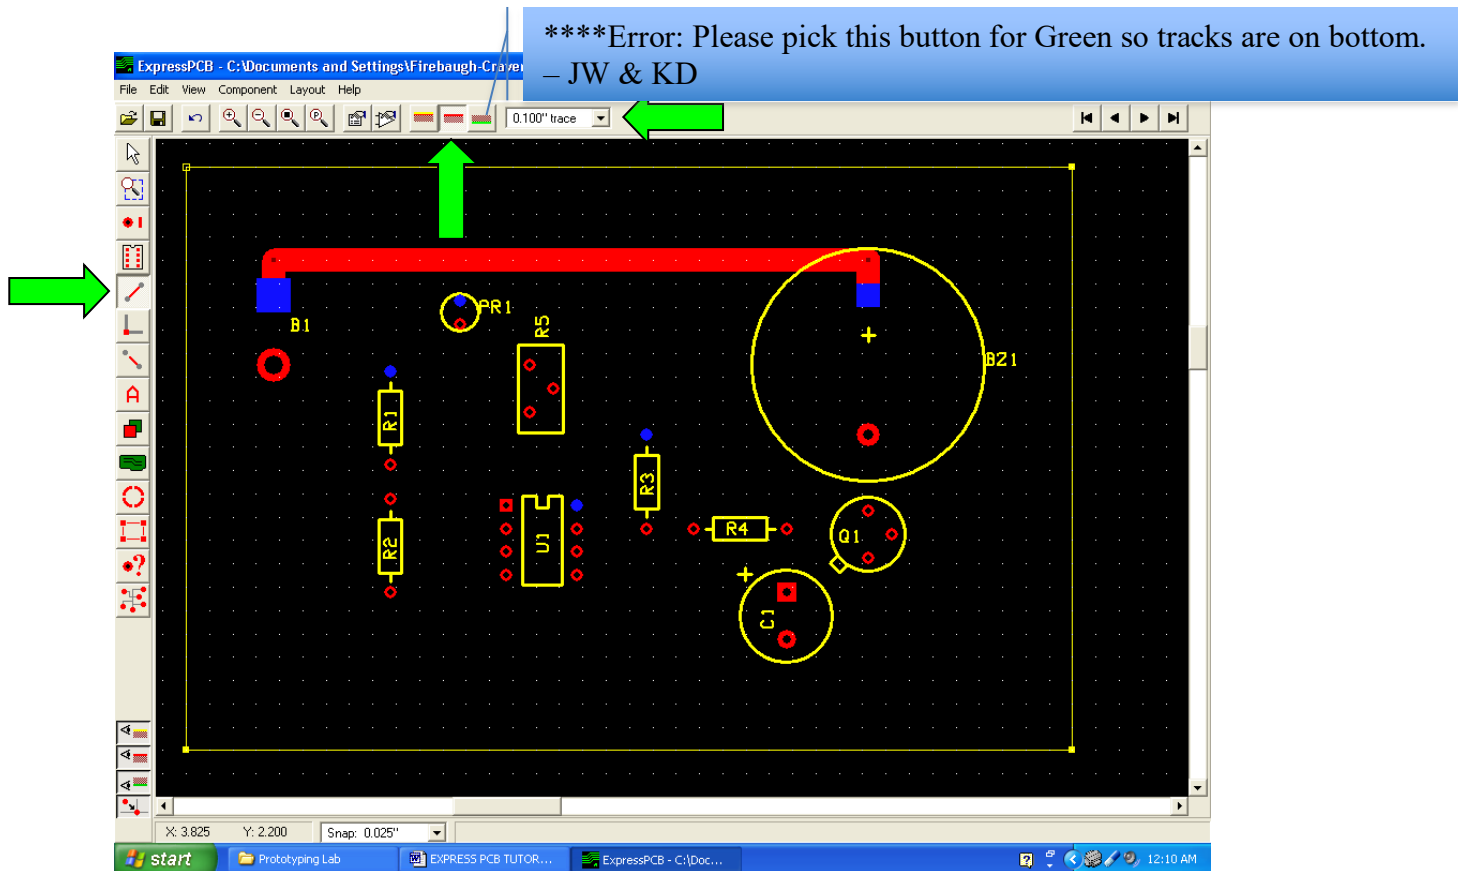 ****Error: Please pick this button for Green so tracks are on bottom.
– JW & KD
ExpressPCB - C:\Documents and Settings\Firebaugh-Craver
File Edit View Component Layout Help
0.100" trace
B1
PR1
R5
BZ1
R1
R3
R4
Q1
U1
R2
C1
X: 3.825 Y: 2.200 Snap: 0.025"
start Prototyping Lab EXPRESS PCB TUTOR... ExpressPCB - C:\Doc... 12:10 AM